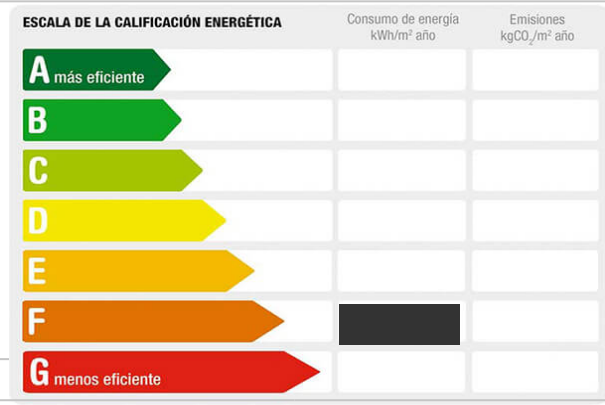 ESCALA DE LA CALIFICACIÓN ENERGÉTICA
Consumo de energía
kWh/m² año
Emisiones
kgCO₂/m² año
A más eficiente
B
C
D
E
F
G menos eficiente